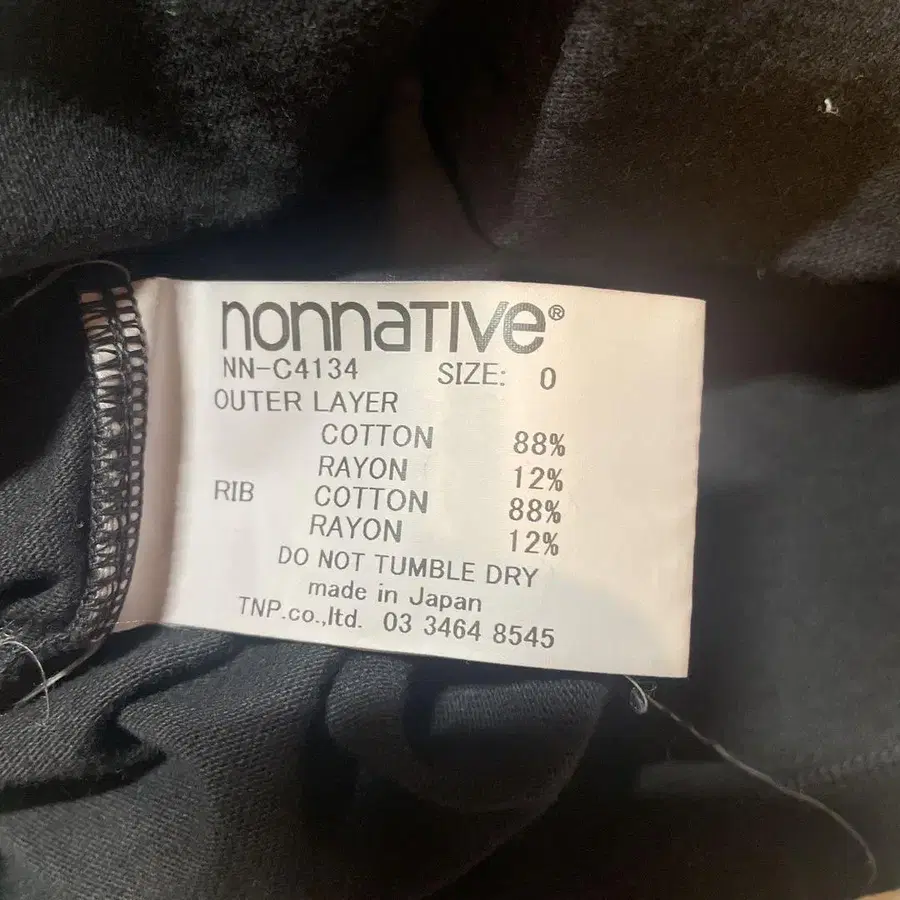 nonnative®
NN-C4134 SIZE: 0
OUTER LAYER
COTTON 88%
RAYON 12%
RIB COTTON 88%
RAYON 12%
DO NOT TUMBLE DRY
made in Japan
TNP.co.,ltd. 03 3464 8545